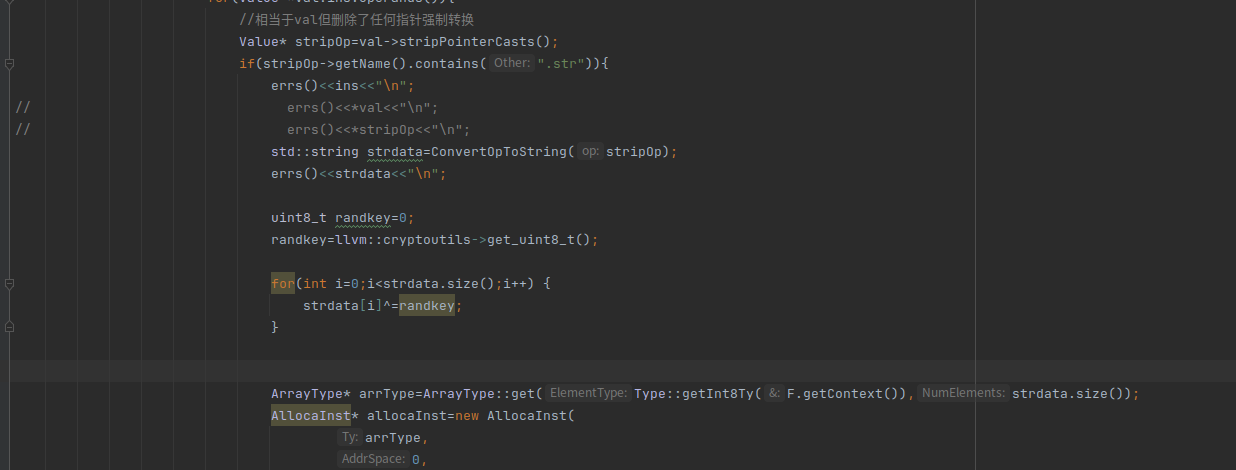 for(Value *val:ins.operands()){
//相当于val但删除了任何指针强制转换
Value* stripOp=val->stripPointerCasts();
if(stripOp->getName().contains( Other: ".str")){
errs()<<ins<<"\n";
// errs()<<*val<<"\n";
// errs()<<*stripOp<<"\n";
std::string strdata=ConvertOpToString( op: stripOp);
errs()<<strdata<<"\n";
uint8_t randkey=0;
randkey=llvm::cryptoutils->get_uint8_t();
for(int i=0;i<strdata.size();i++) {
strdata[i]^=randkey;
}
ArrayType* arrType=ArrayType::get( ElementType: Type::getInt8Ty( &: F.getContext()), NumElements: strdata.size());
AllocaInst* allocaInst=new AllocaInst(
Ty: arrType,
AddrSpace: 0,